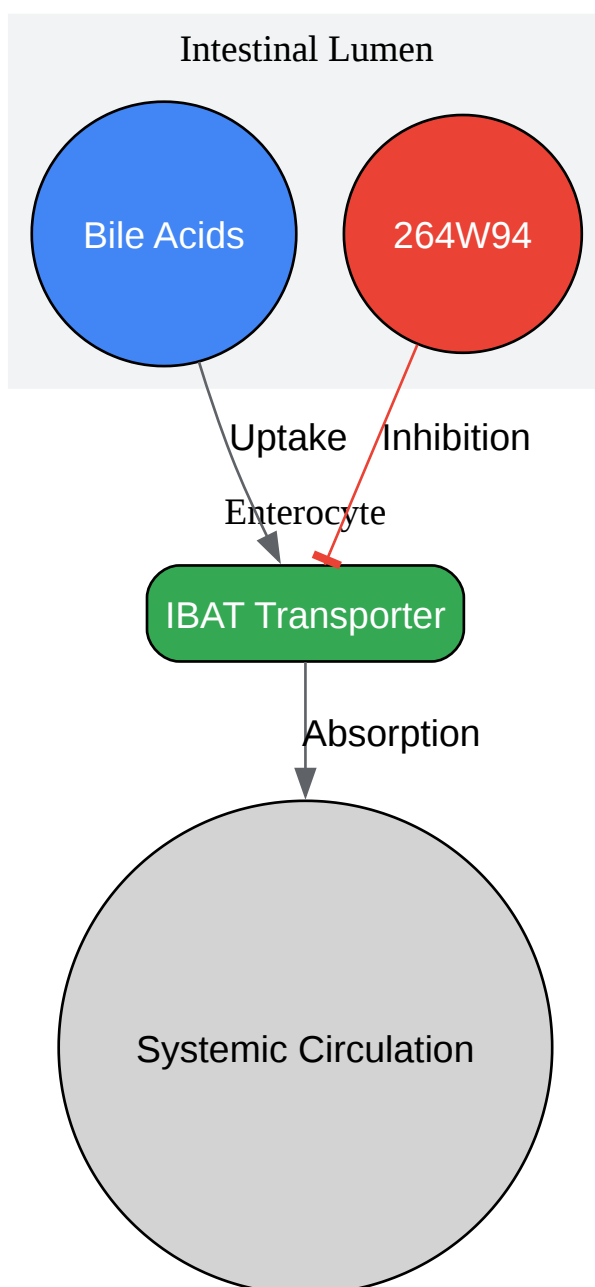 Intestinal Lumen
Bile Acids
264W94
Uptake
Inhibition
Enterocyte
IBAT Transporter
Absorption
Systemic Circulation